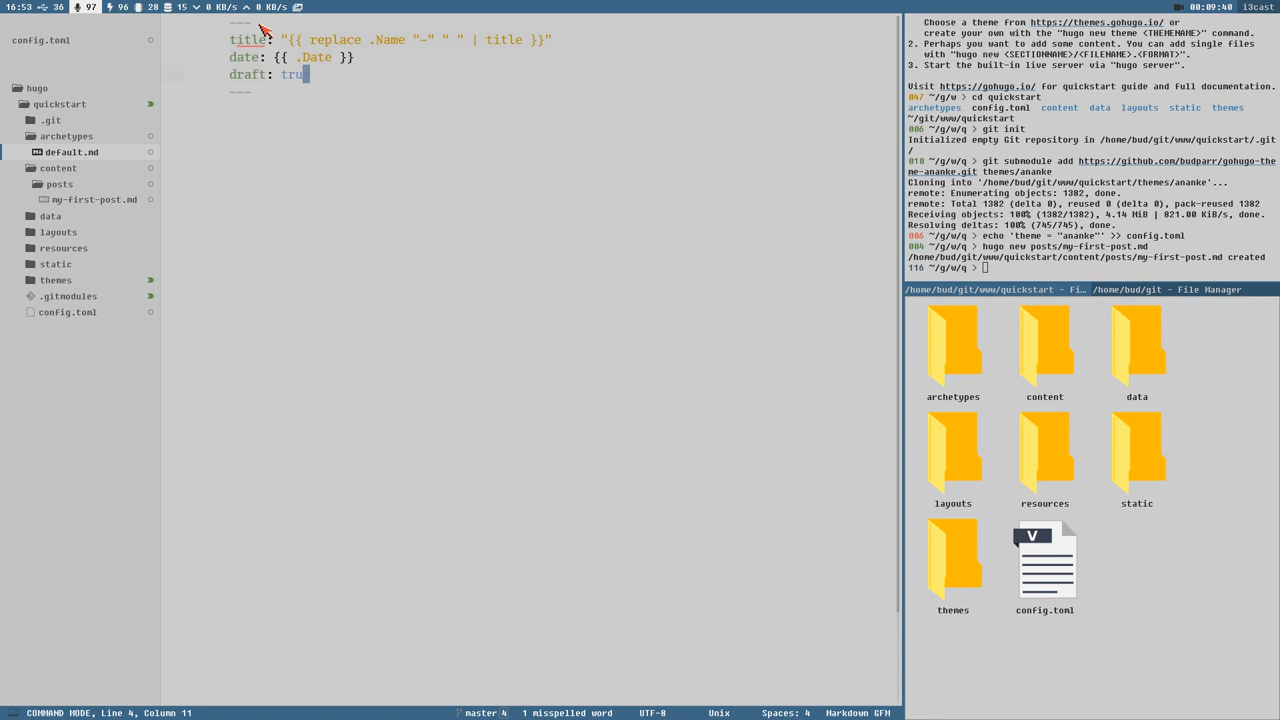 16:53 36 97 96 28 15 0 KB/s 0 KB/s
00:09:40 i3cast
config.toml
hugo
quickstart
.git
archetypes
default.md
content
posts
my-first-post.md
data
layouts
resources
static
themes
.gitmodules
config.toml
---
title: "{{ replace .Name "-" " " | title }}"
date: {{ .Date }}
draft: true
---
Choose a theme from https://themes.gohugo.io/ or
create your own with the "hugo new theme <THEMENAME>" command.
2. Perhaps you want to add some content. You can add single files
with "hugo new <SECTIONNAME>/<FILENAME>.<FORMAT>".
3. Start the built-in live server via "hugo server".
Visit https://gohugo.io/ for quickstart guide and full documentation.
047 ~/g/w > cd quickstart
archetypes config.toml content data layouts static themes
~/git/www/quickstart
006 ~/g/w/q > git init
Initialized empty Git repository in /home/bud/git/www/quickstart/.git
/
010 ~/g/w/q > git submodule add https://github.com/budparr/gohugo-the
me-ananke.git themes/ananke
Cloning into '/home/bud/git/www/quickstart/themes/ananke'...
remote: Enumerating objects: 1382, done.
remote: Total 1382 (delta 0), reused 0 (delta 0), pack-reused 1382
Receiving objects: 100% (1382/1382), 4.14 MiB | 821.00 KiB/s, done.
Resolving deltas: 100% (745/745), done.
006 ~/g/w/q > echo 'theme = "ananke"' >> config.toml
004 ~/g/w/q > hugo new posts/my-first-post.md
/home/bud/git/www/quickstart/content/posts/my-first-post.md created
116 ~/g/w/q >
/home/bud/git/www/quickstart - Fi... /home/bud/git - File Manager
archetypes content data
layouts resources static
V
themes config.toml
COMMAND MODE, Line 4, Column 11 master 4 1 misspelled word UTF-8 Unix Spaces: 4 Markdown GFM